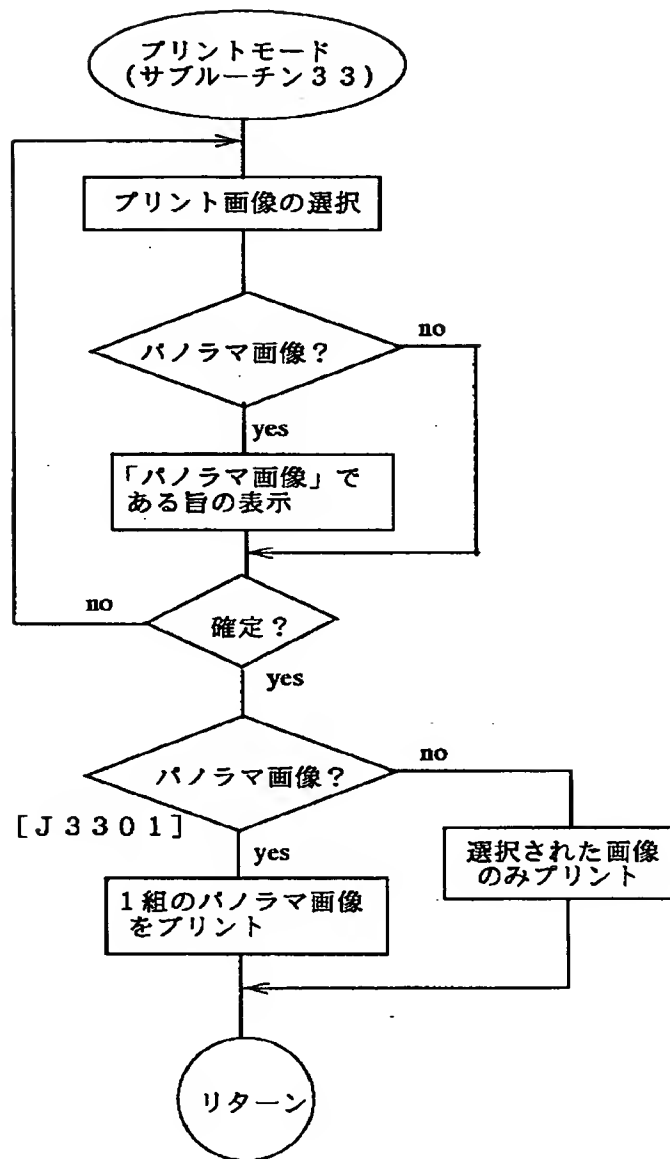 プリントモード
(サブルーチン３３)
プリント画像の選択
パノラマ画像？
no
yes
「パノラマ画像」で
ある旨の表示
no
確定？
yes
パノラマ画像？
no
[Ｊ３３０１]
yes
選択された画像
のみプリント
１組のパノラマ画像
をプリント
リターン